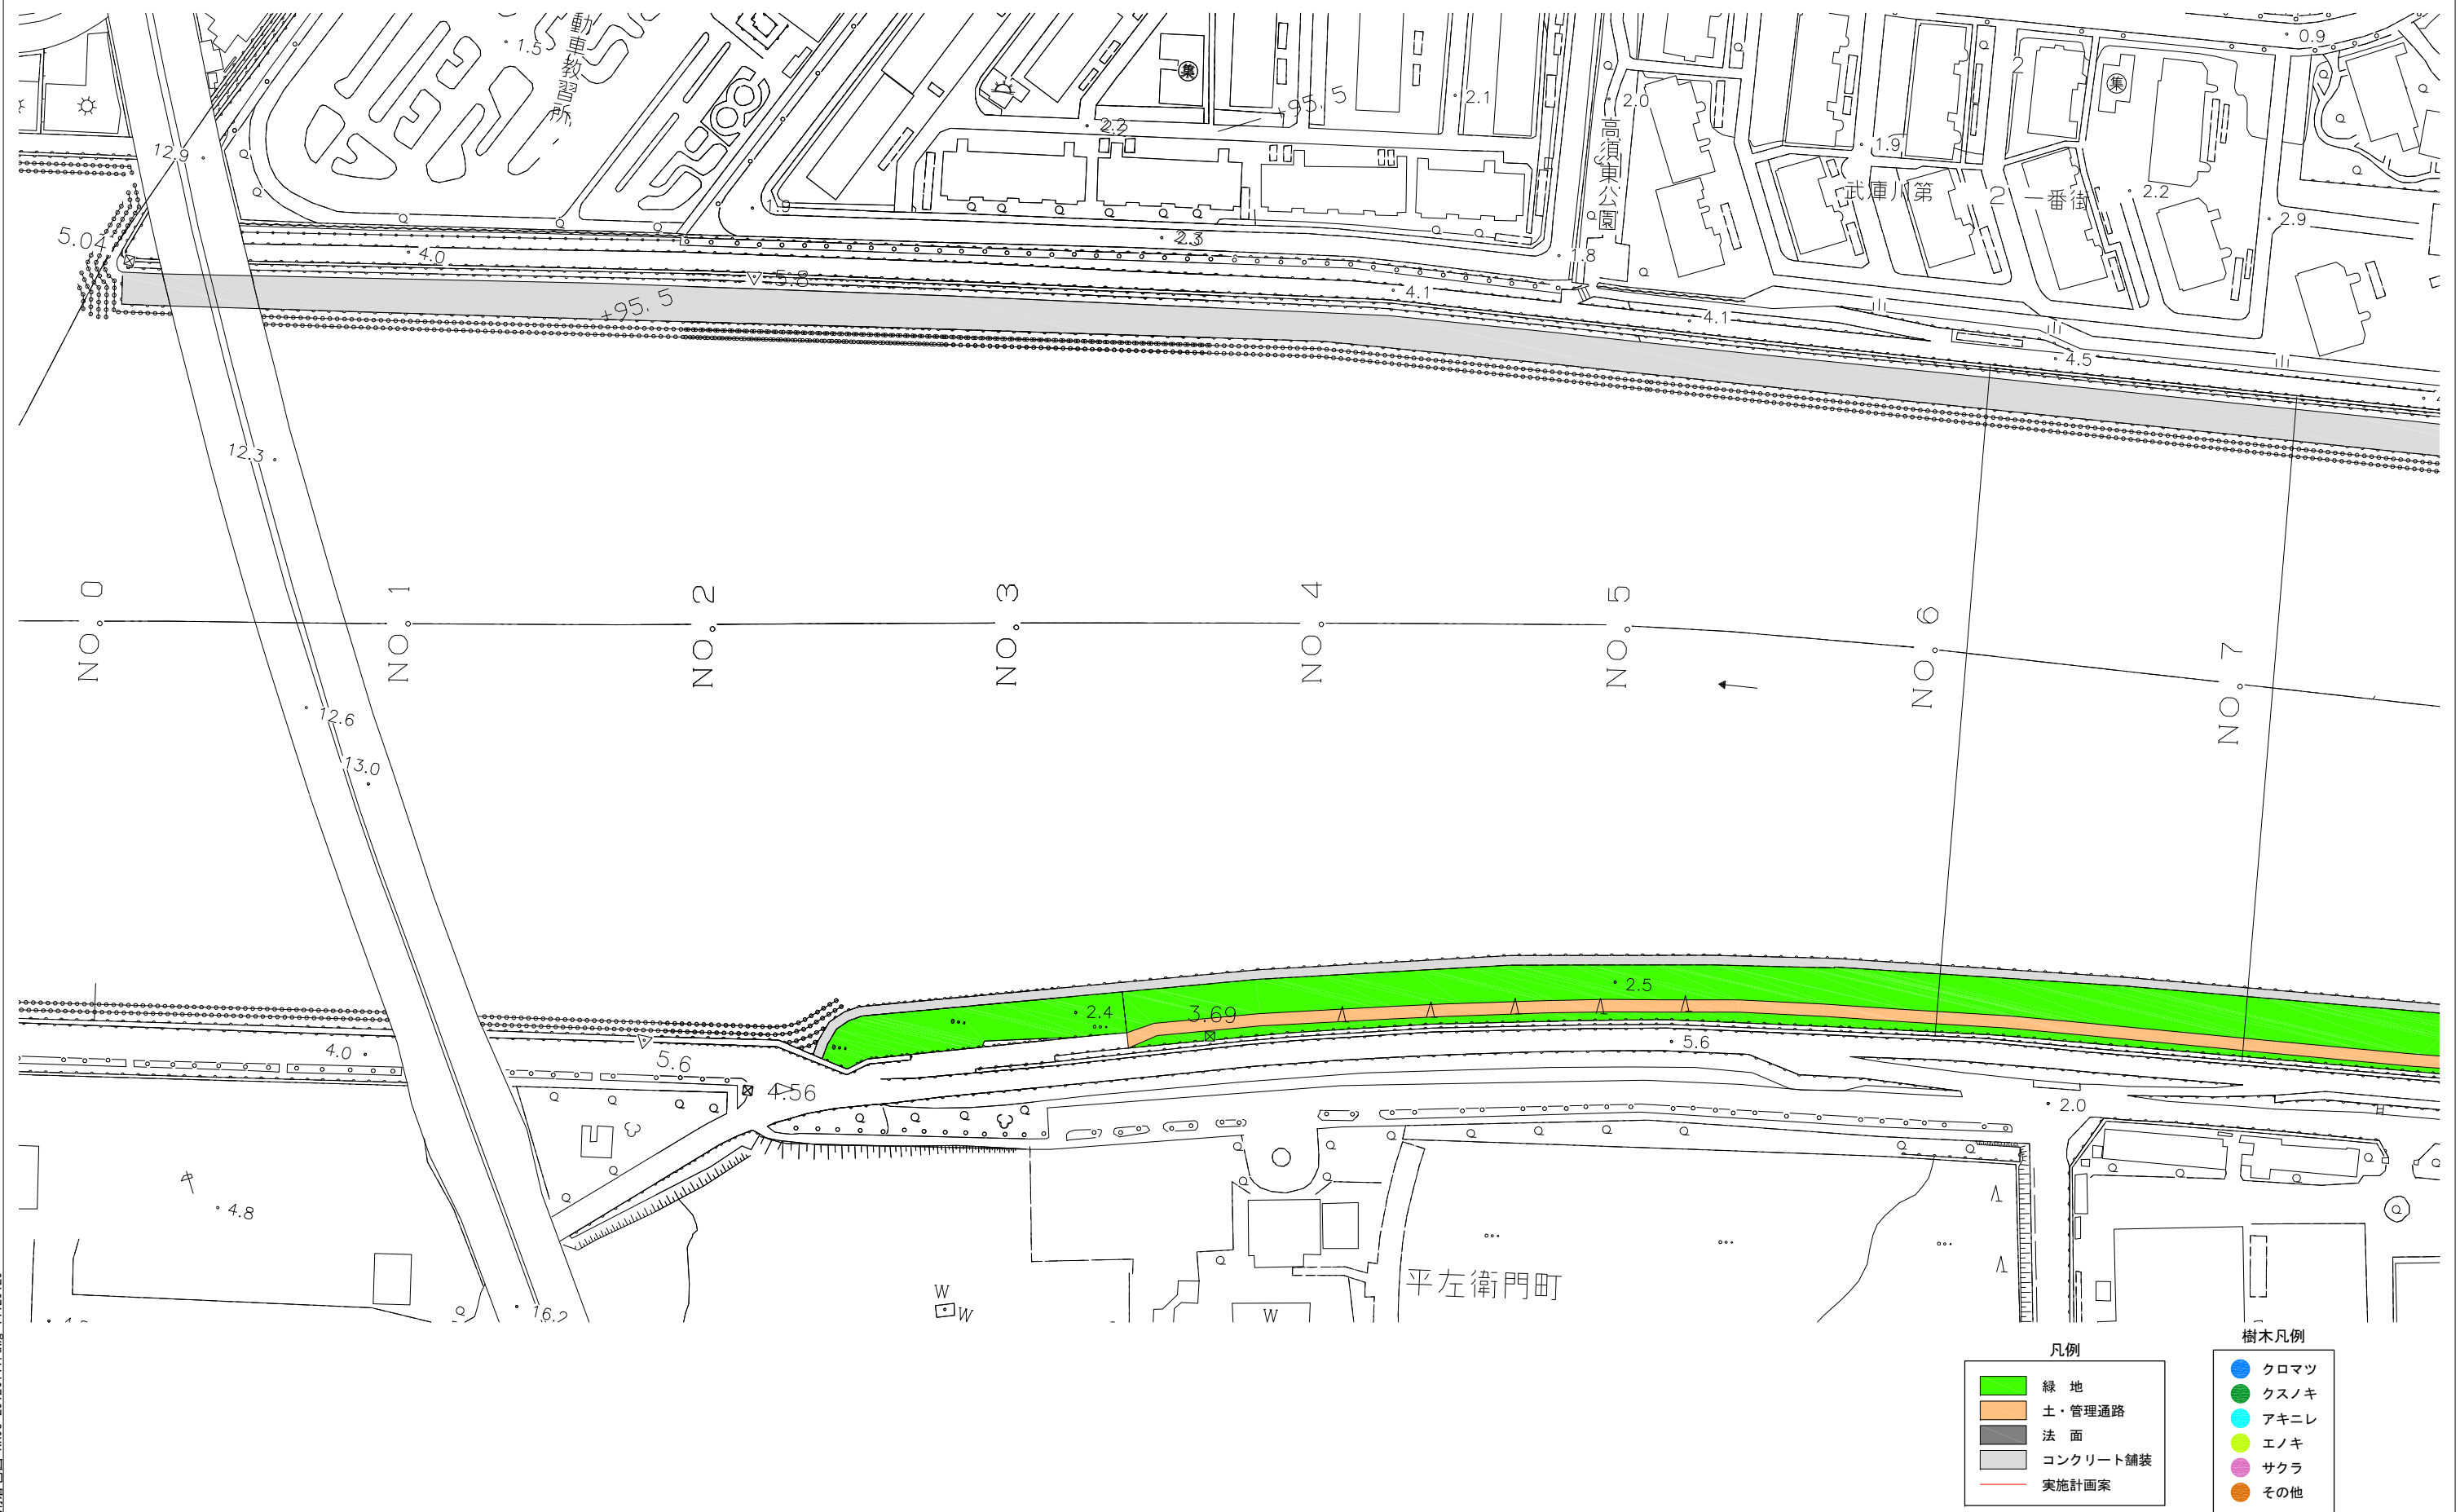 動車教習所
1.5
0.9
集
2.1
+95.5
2.0
高須東公園
集
2
12.9
2.2
1.9
武庫川第 2 一番街
2.2
1.9
2.9
5.04
4.0
2.3
1.8
5.8
4.1
+95.5
4.1
4.5
12.3
NO.0
NO.1
NO.2
NO.3
NO.4
NO.5
NO.6
NO.7
12.6
13.0
2.5
2.4
3.69
4.0
5.6
5.6
4.56
2.0
4.8
平左衛門町
W
W
W
16.2
凡例
緑 地
土・管理通路
法 面
コンクリート舗装
実施計画案
樹木凡例
クロマツ
クスノキ
アキニレ
エノキ
サクラ
その他